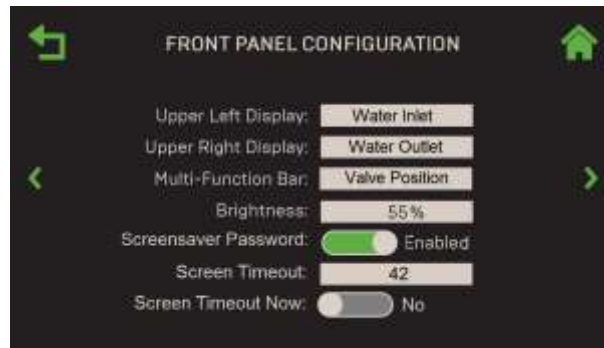 FRONT PANEL CONFIGURATION
Upper Left Display: Water Inlet
Upper Right Display: Water Outlet
Multi-Function Bar: Valve Position
Brightness: 55%
Screensaver Password: Enabled
Screen Timeout: 42
Screen Timeout Now: No